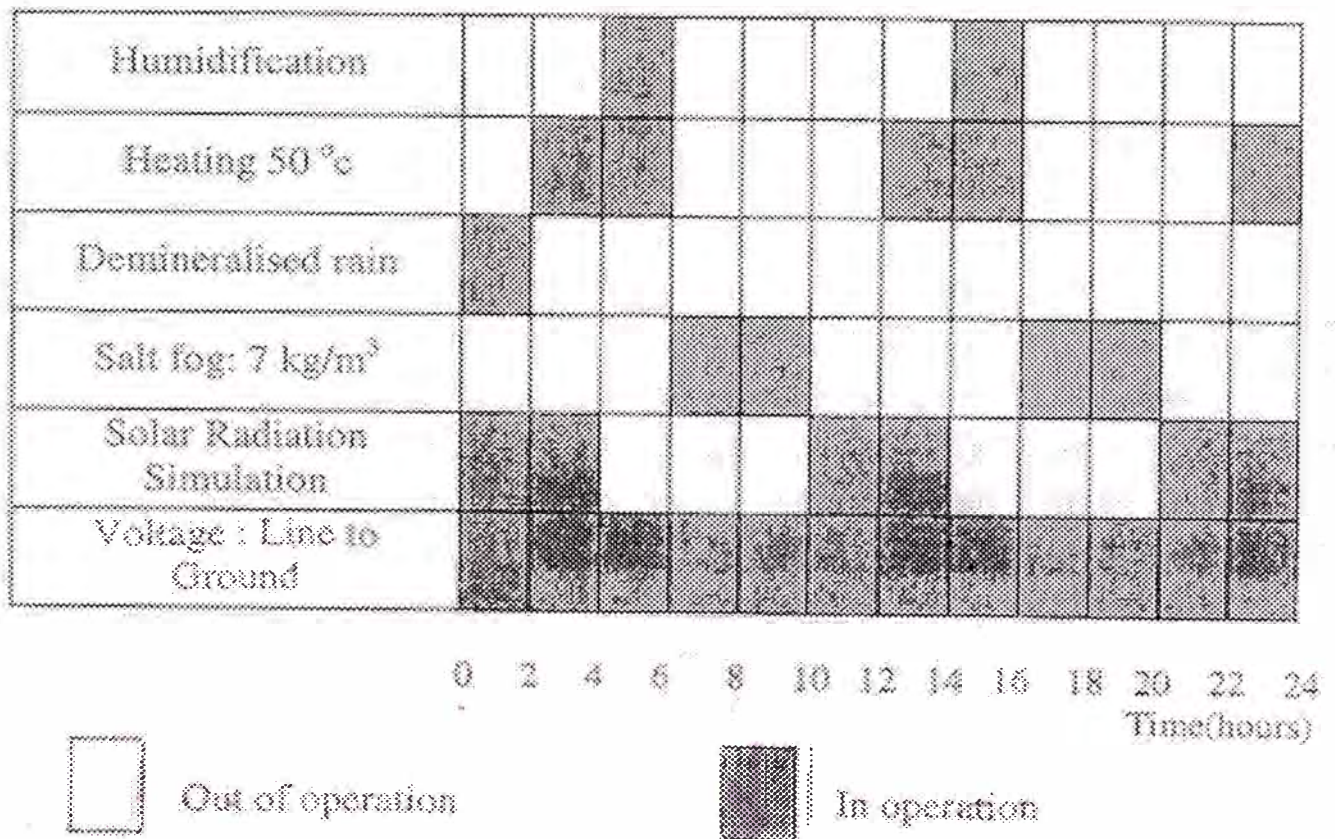 Humidification
Heating 50 °c
Demineralised rain
Salt fog: 7 kg/m³
Solar Radiation
Simulation
Voltage : Line to
Ground
0 2 4 6 8 10 12 14 16 18 20 22 24
Time(hours)
Out of operation
In operation